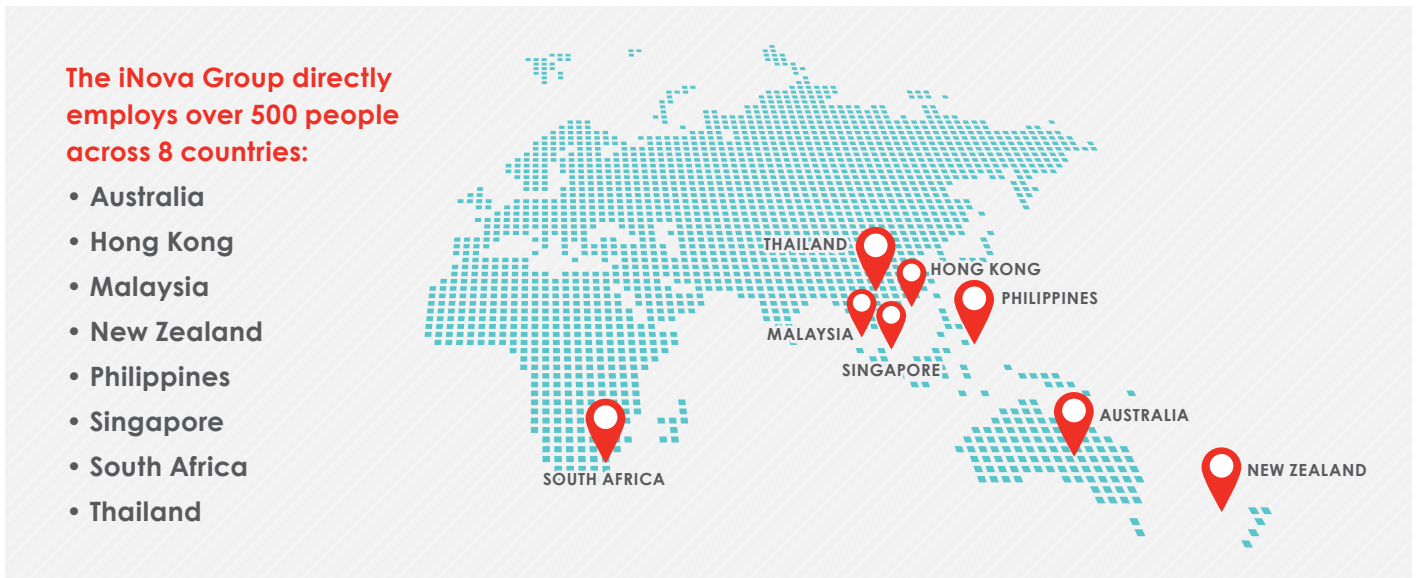 The iNova Group directly
employs over 500 people
across 8 countries:
• Australia
• Hong Kong
• Malaysia
• New Zealand
• Philippines
• Singapore
• South Africa
• Thailand
THAILAND
HONG KONG
PHILIPPINES
MALAYSIA
SINGAPORE
AUSTRALIA
SOUTH AFRICA
NEW ZEALAND